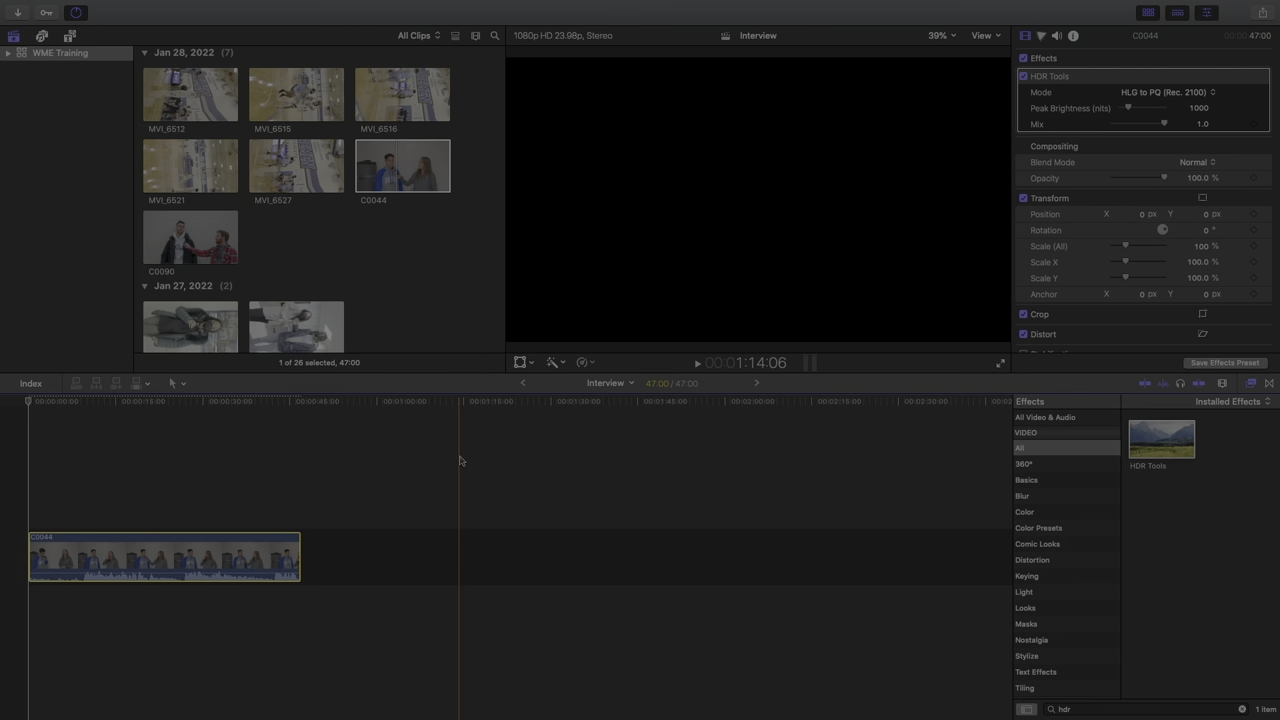 All Clips
1080p HD 23.98p, Stereo
Interview
39%
View
C0044
00:00
47:00
WME Training
Jan 28, 2022 (7)
MVI_6512
MVI_6515
MVI_6516
MVI_6521
MVI_6527
C0044
C0090
Jan 27, 2022 (2)
1 of 26 selected, 47:00
00:00
1:14:06
Effects
HDR Tools
Mode
HLG to PQ (Rec. 2100)
Peak Brightness (nits)
1000
Mix
1.0
Compositing
Blend Mode
Normal
Opacity
100.0 %
Transform
Position X 0 px Y 0 px
Rotation 0 °
Scale (All) 100 %
Scale X 100.0 %
Scale Y 100.0 %
Anchor X 0 px Y 0 px
Crop
Distort
Save Effects Preset
Index
Interview
47:00 / 47:00
00:00:00:00
00:00:15:00
00:00:30:00
00:00:45:00
00:01:00:00
00:01:15:00
00:01:30:00
00:01:45:00
00:02:00:00
00:02:15:00
00:02:30:00
C0044
Effects
Installed Effects
All Video & Audio
VIDEO
All
360°
Basics
Blur
Color
Color Presets
Comic Looks
Distortion
Keying
Light
Looks
Masks
Nostalgia
Stylize
Text Effects
Tiling
HDR Tools
hdr
1 item